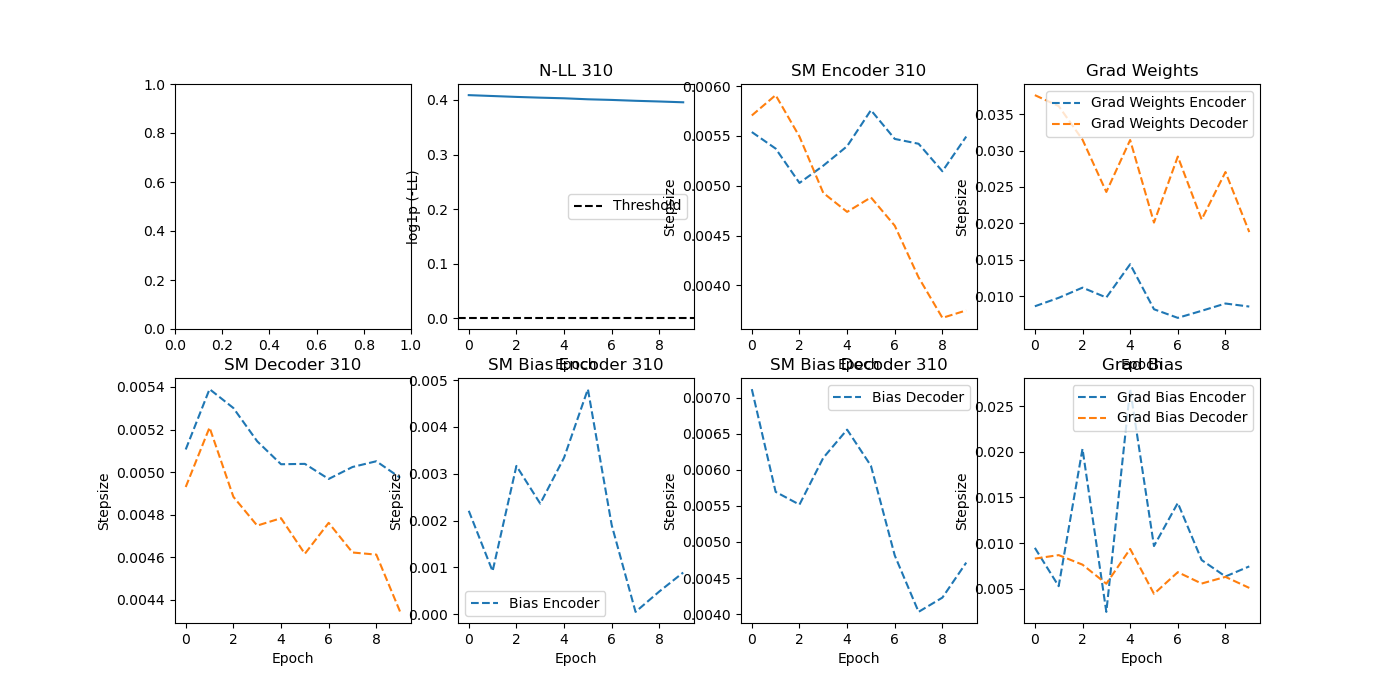 N-LL 310
SM Encoder 310
Grad Weights
1.0
0.8
0.6
0.4
0.2
0.0
0.0 0.2 0.4 0.6 0.8 1.0
log1p (-LL)
0.4
0.3
0.2
0.1
0.0
Threshold
0 2 4 6 8
Epoch
Stepsize
0.0060
0.0055
0.0050
0.0045
0.0040
0 2 4 6 8
Epoch
Stepsize
0.035
0.030
0.025
0.020
0.015
0.010
Grad Weights Encoder
Grad Weights Decoder
0 2 4 6 8
Epoch
SM Decoder 310
SM Bias Encoder 310
SM Bias Decoder 310
Grad Bias
Stepsize
0.0054
0.0052
0.0050
0.0048
0.0046
0.0044
0 2 4 6 8
Epoch
Stepsize
0.005
0.004
0.003
0.002
0.001
0.000
Bias Encoder
0 2 4 6 8
Epoch
Stepsize
0.0070
0.0065
0.0060
0.0055
0.0050
0.0045
0.0040
Bias Decoder
0 2 4 6 8
Epoch
Stepsize
0.025
0.020
0.015
0.010
0.005
Grad Bias Encoder
Grad Bias Decoder
0 2 4 6 8
Epoch